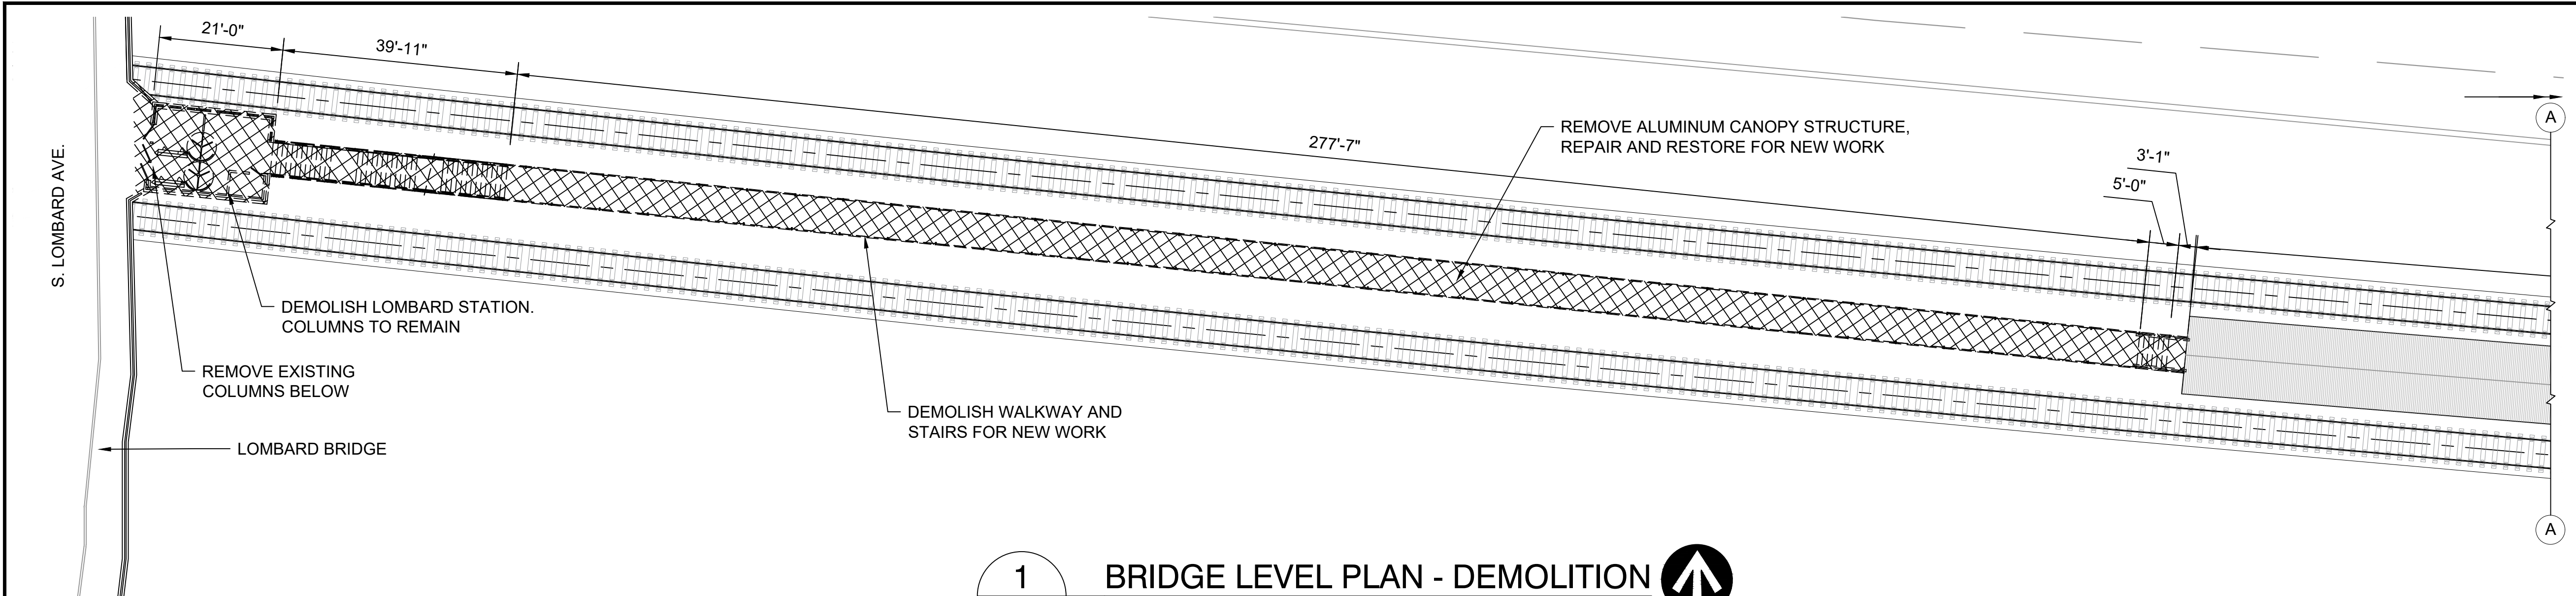 21'-0"
39'-11"
277'-7"
REMOVE ALUMINUM CANOPY STRUCTURE,
REPAIR AND RESTORE FOR NEW WORK
3'-1"
5'-0"
A
S. LOMBARD AVE.
DEMOLISH LOMBARD STATION.
COLUMNS TO REMAIN
REMOVE EXISTING
COLUMNS BELOW
DEMOLISH WALKWAY AND
STAIRS FOR NEW WORK
LOMBARD BRIDGE
A
1
BRIDGE LEVEL PLAN - DEMOLITION